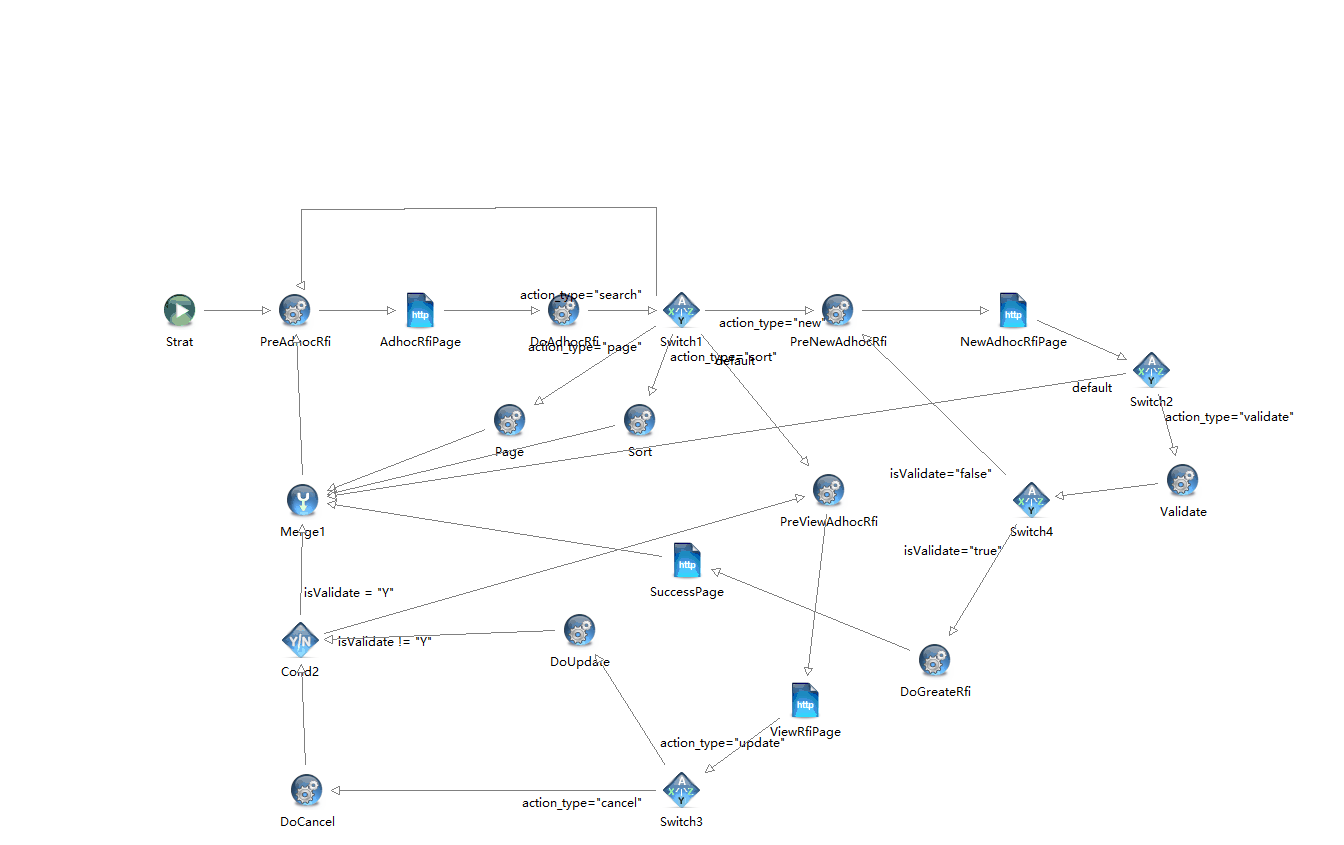 action_type="search"
http
http
Strat
PreAdhocRfi
AdhocRfiPage
DoAdhocRfi
Switch1
action_type="new"
PreNewAdhocRfi
NewAdhocRfiPage
action_type="page"
action_type="sort"
default
A
X
Z
Y
A
X
Z
Y
default
Switch2
action_type="validate"
Page
Sort
isValidate="false"
A
X
Z
Y
Merge1
PreViewAdhocRfi
Switch4
Validate
isValidate="true"
http
SuccessPage
isValidate = "Y"
Y/N
isValidate != "Y"
Cond2
DoUpdate
DoGreateRfi
http
ViewRfiPage
action_type="update"
A
X
Z
Y
action_type="cancel"
DoCancel
Switch3